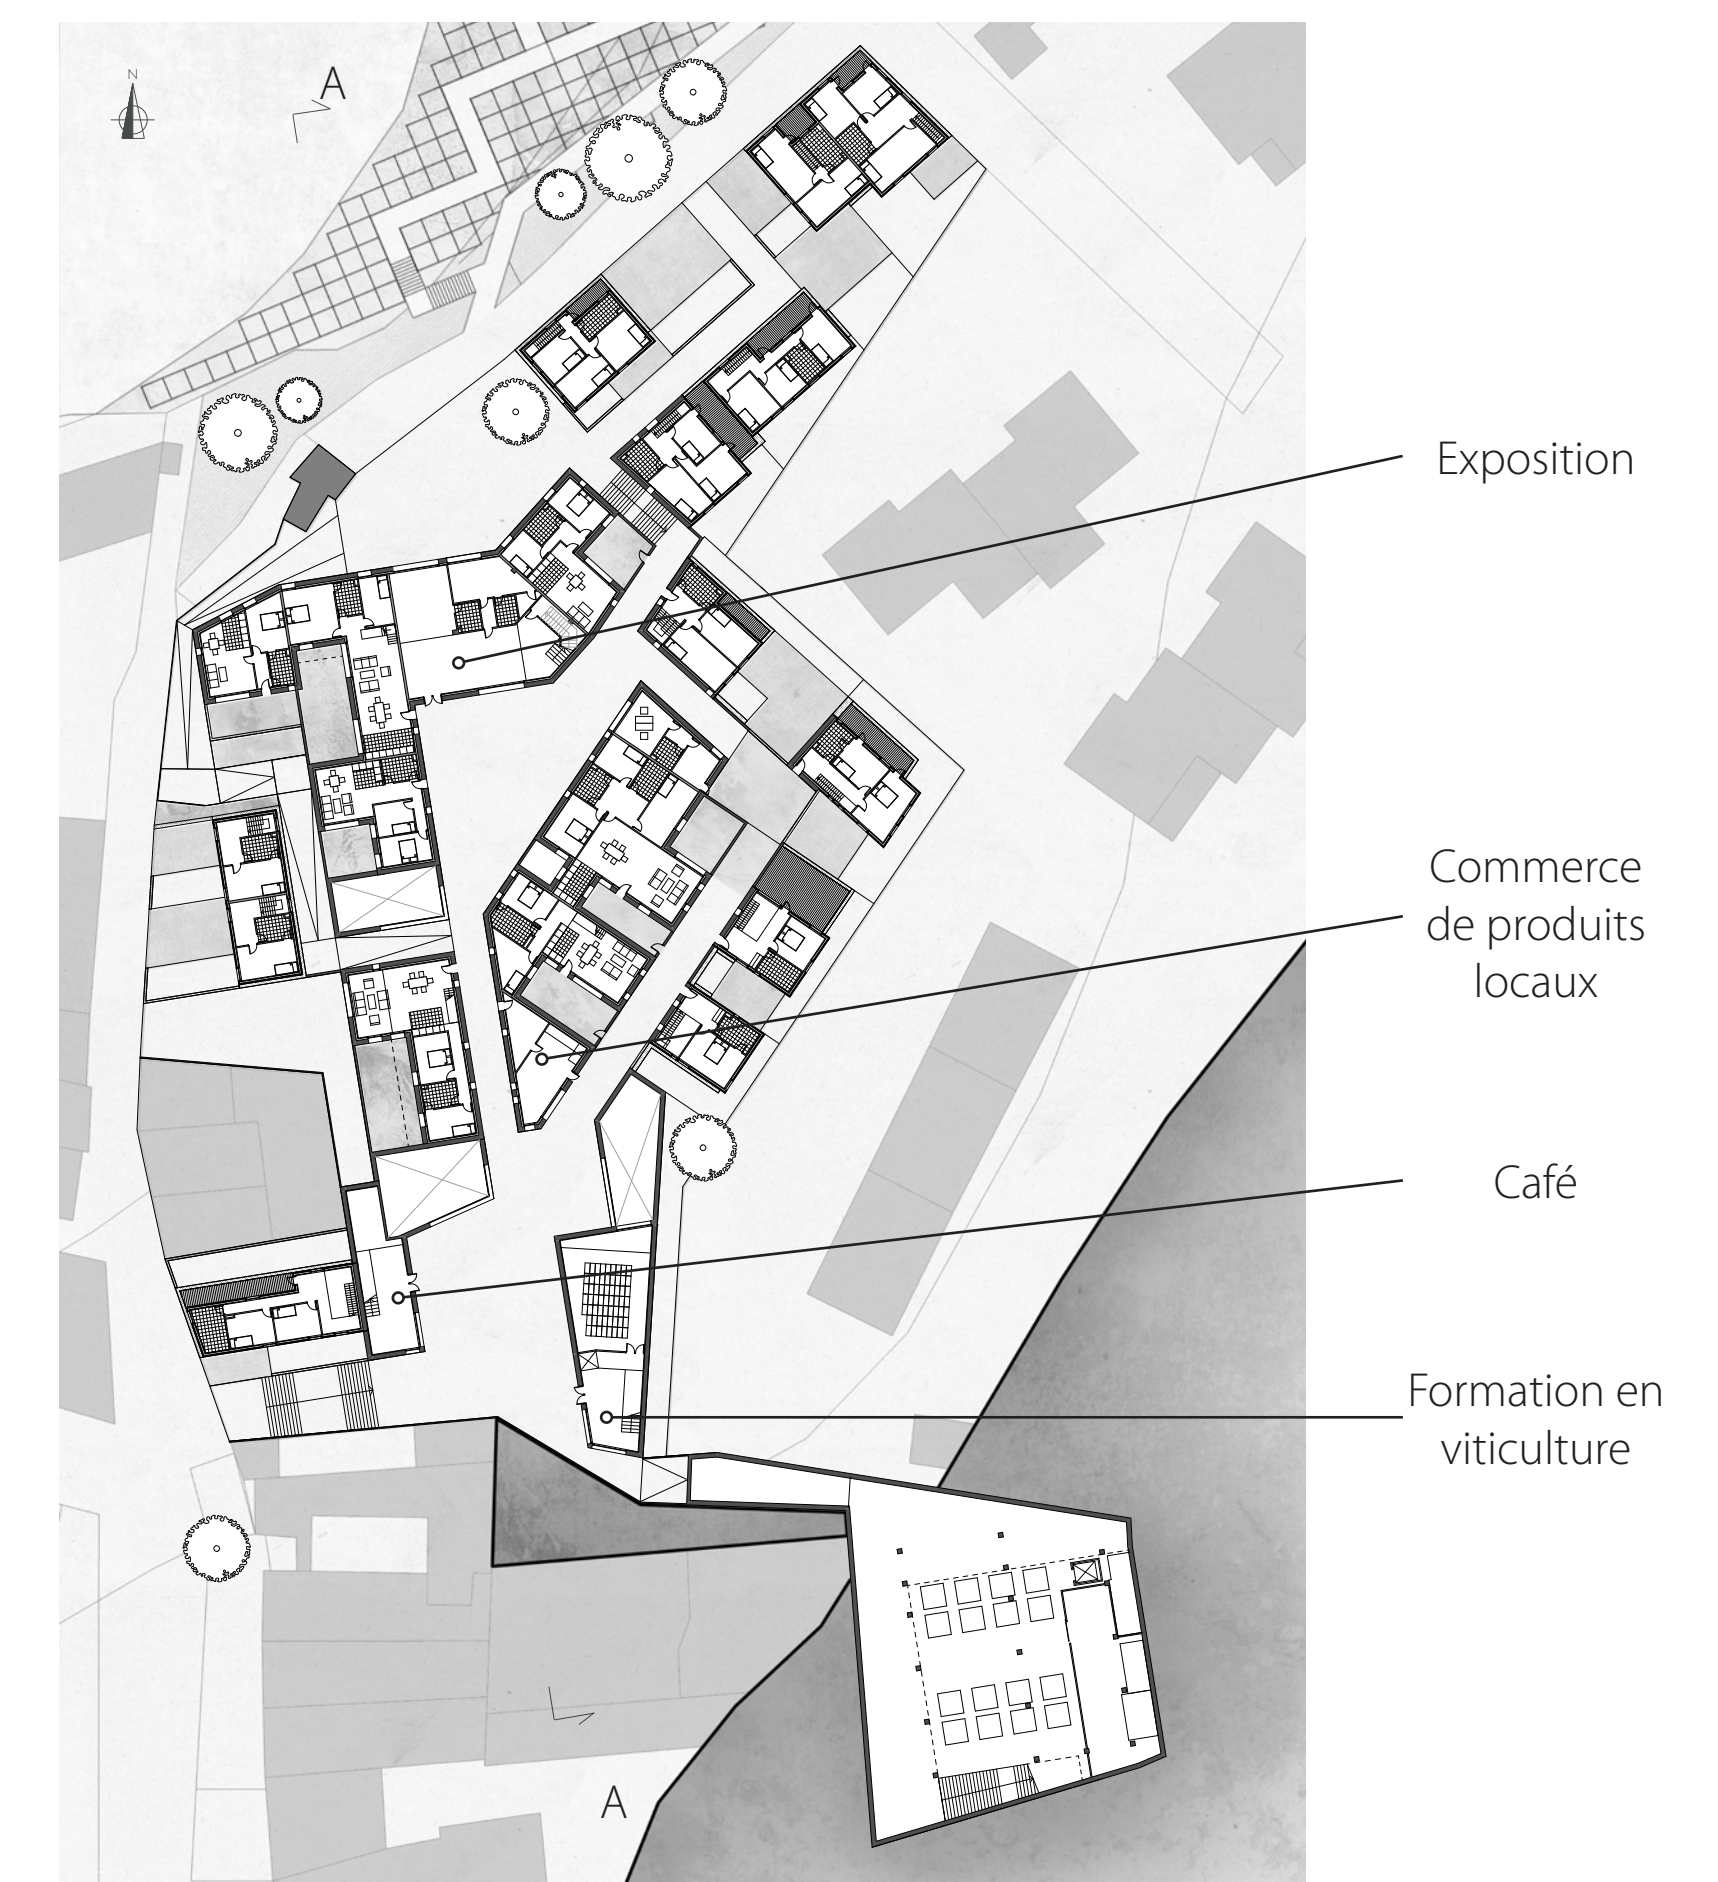 N
A
Exposition
Commerce
de produits
locaux
Café
Formation en
viticulture
A